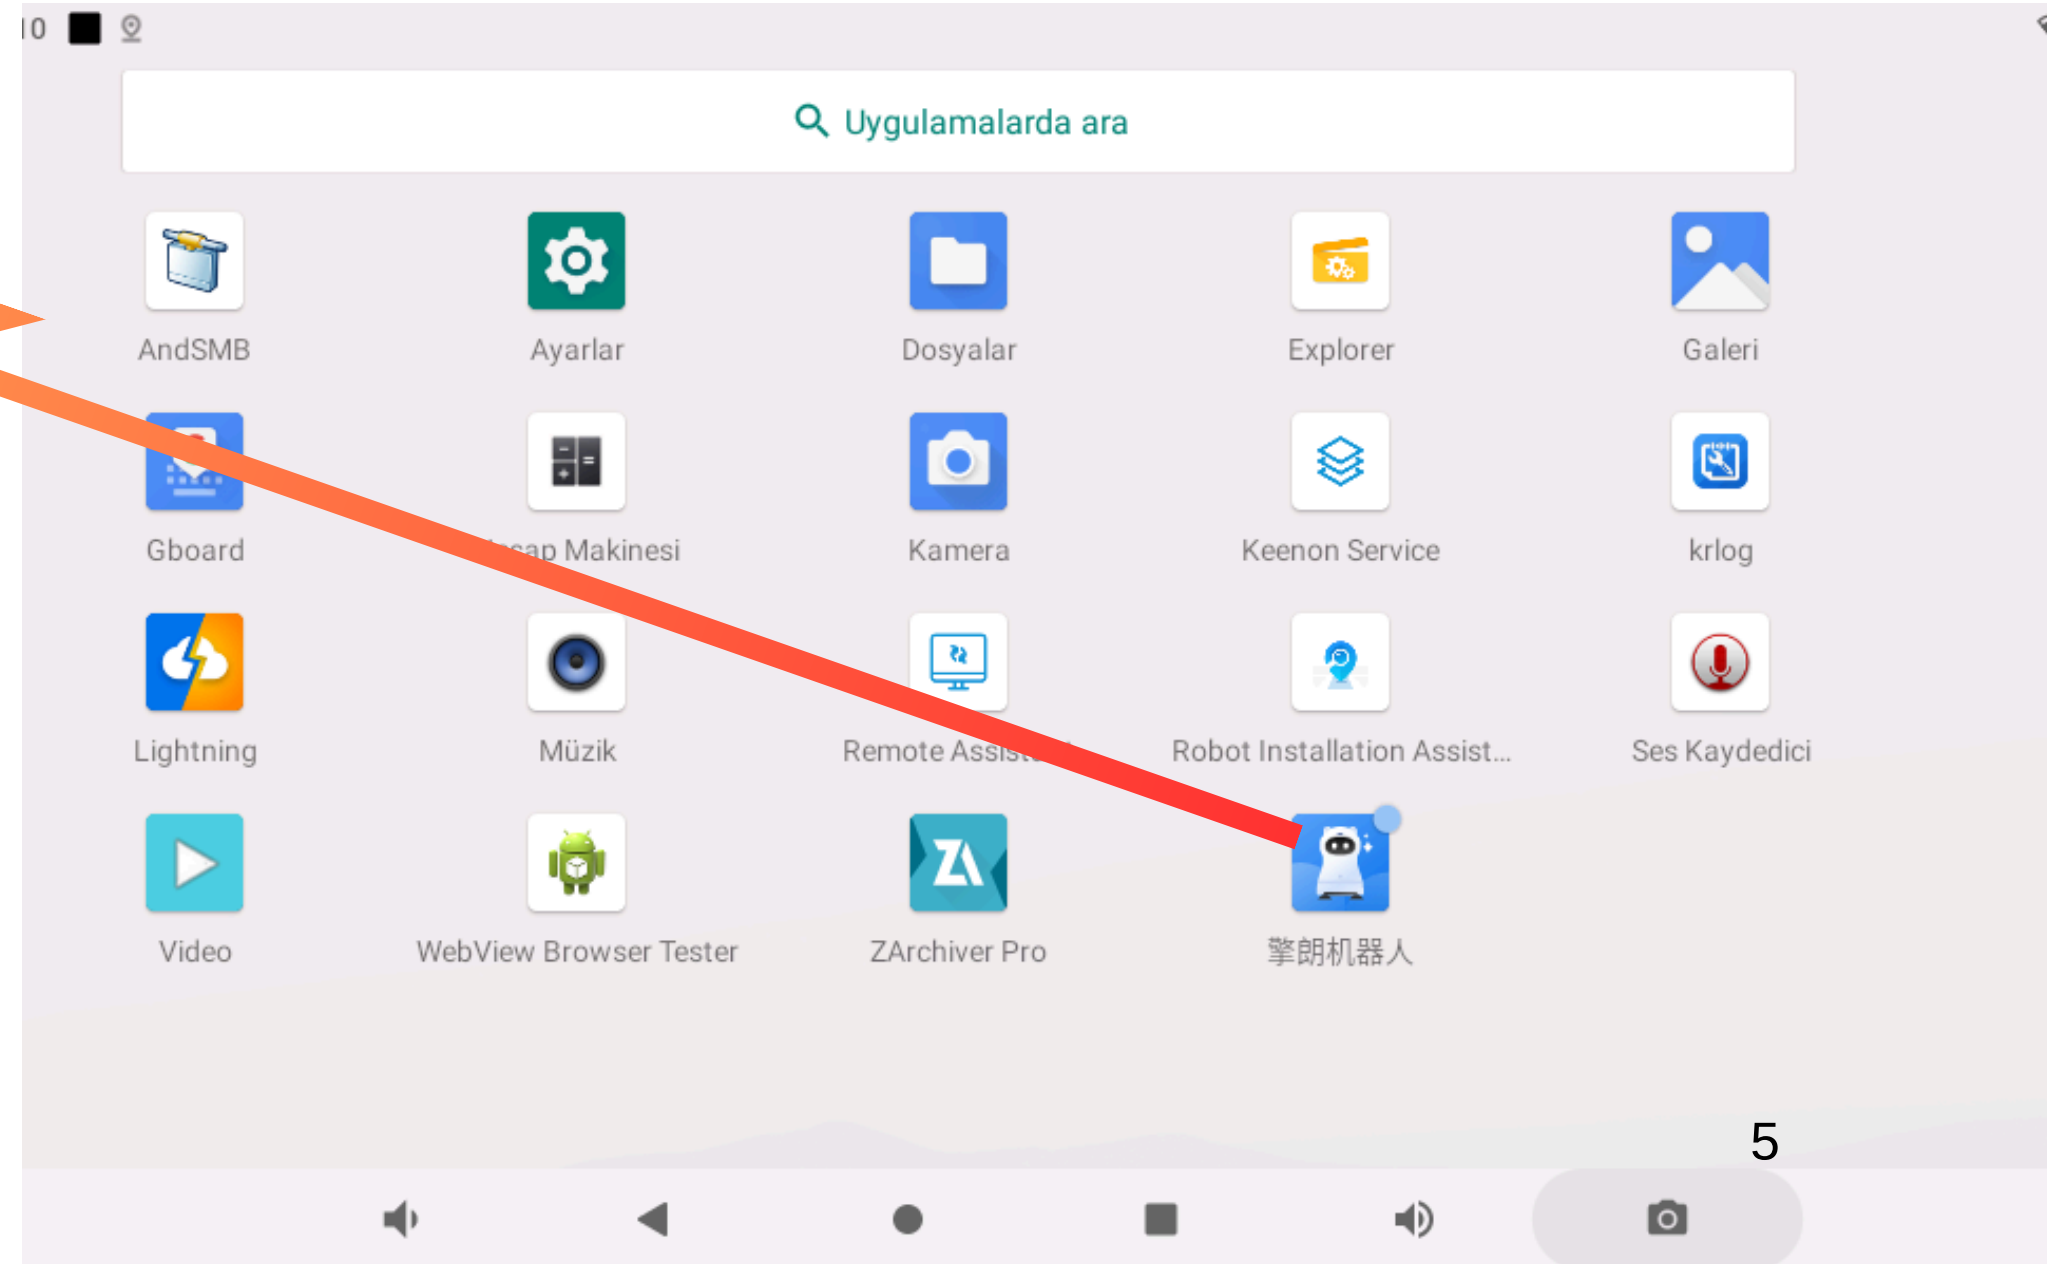 10
Uygulamalarda ara
AndSMB
Ayarlar
Dosyalar
Explorer
Galeri
Gboard
Makinesi
Kamera
Keenon Service
krlog
Lightning
Müzik
Remote
Robot Installation Assist...
Ses Kaydedici
Video
WebView Browser Tester
ZArchiver Pro
擎朗机器人
5